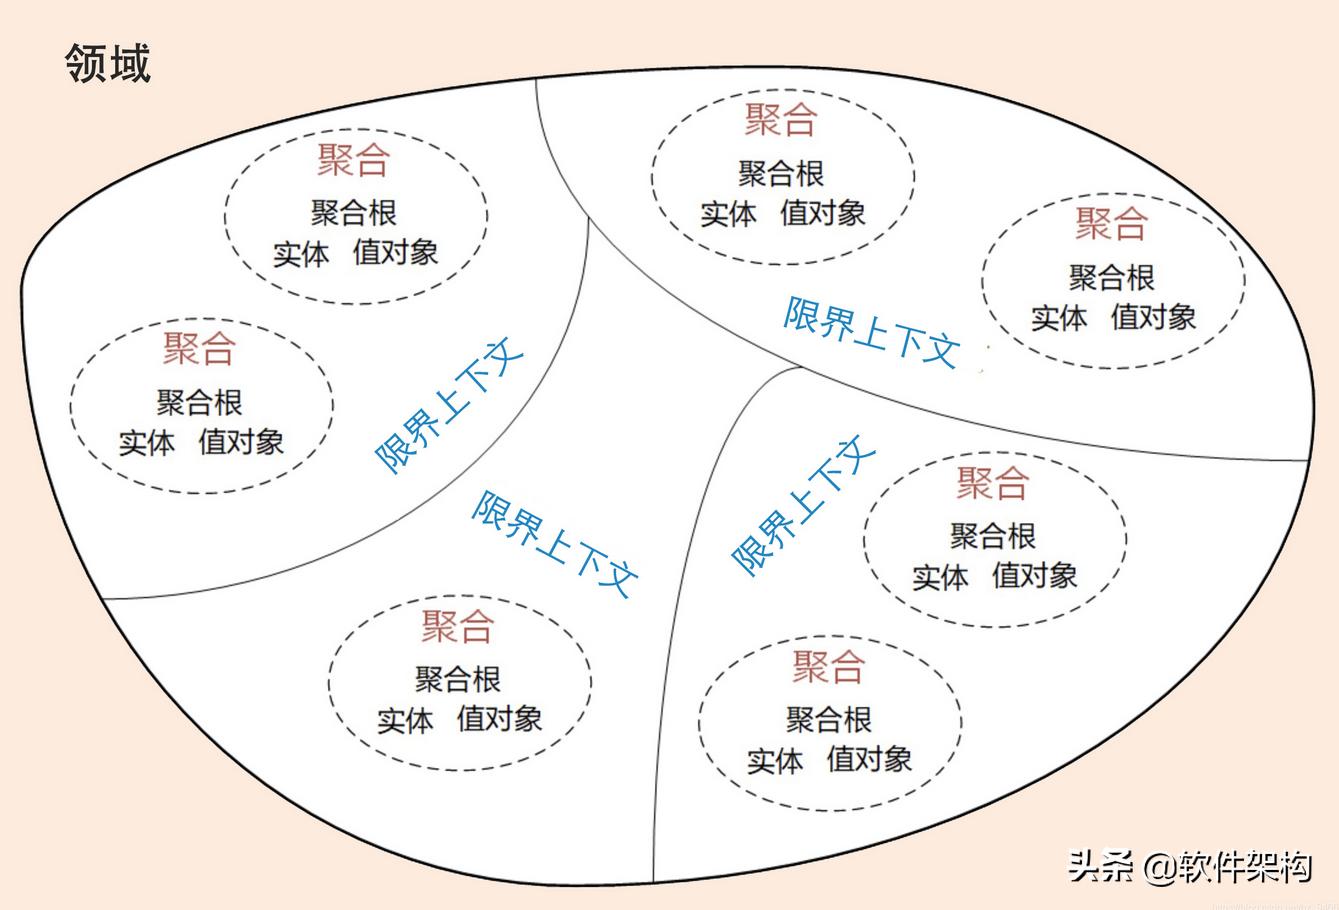 领域
聚合
聚合根
实体 值对象
聚合
聚合根
实体 值对象
限界上下文
聚合
聚合根
实体 值对象
聚合
聚合根
实体 值对象
限界上下文
限界上下文
聚合
聚合根
实体 值对象
限界上下文
聚合
聚合根
实体 值对象
聚合
聚合根
实体 值对象
头条 @软件架构